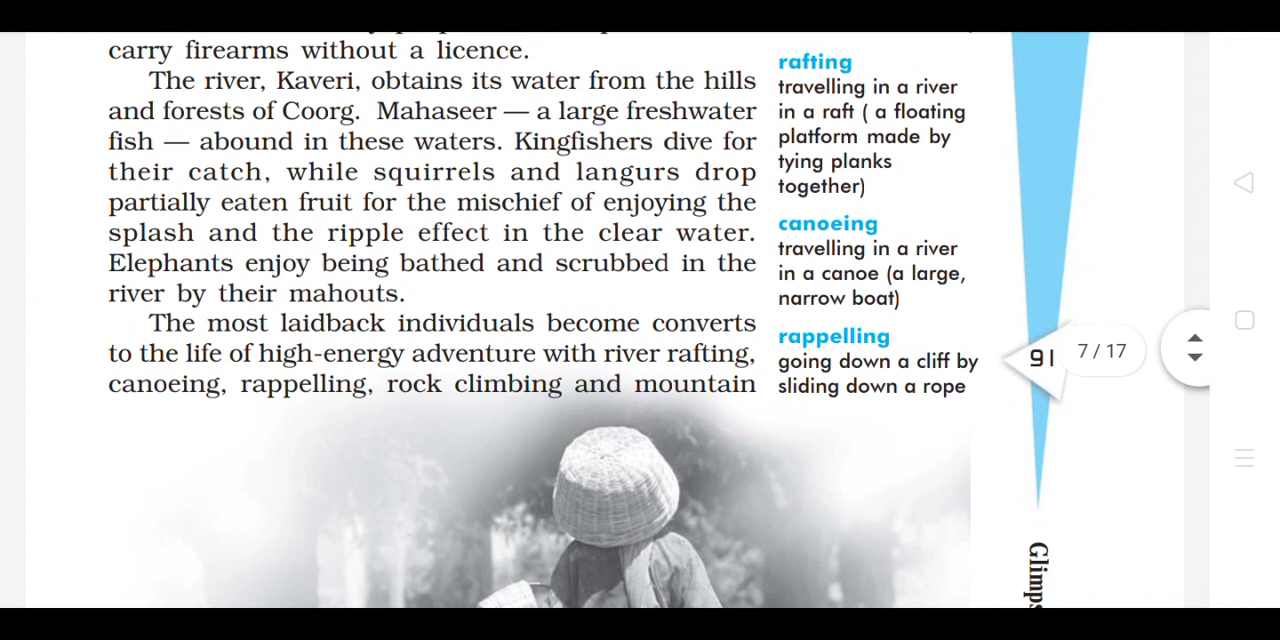 carry firearms without a licence.
The river, Kaveri, obtains its water from the hills
and forests of Coorg. Mahaseer — a large freshwater
fish — abound in these waters. Kingfishers dive for
their catch, while squirrels and langurs drop
partially eaten fruit for the mischief of enjoying the
splash and the ripple effect in the clear water.
Elephants enjoy being bathed and scrubbed in the
river by their mahouts.
The most laidback individuals become converts
to the life of high-energy adventure with river rafting,
canoeing, rappelling, rock climbing and mountain
rafting
travelling in a river
in a raft ( a floating
platform made by
tying planks
together)
canoeing
travelling in a river
in a canoe (a large,
narrow boat)
rappelling
going down a cliff by
sliding down a rope
91
7 / 17
Glimps